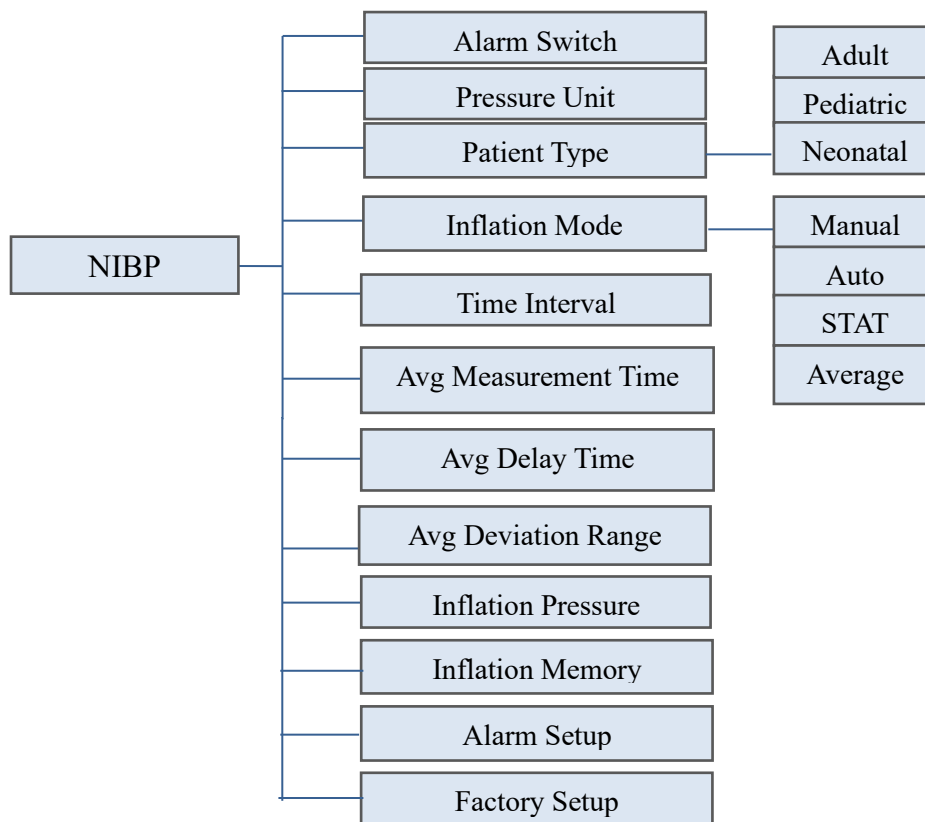 NIBP
Alarm Switch
Pressure Unit
Patient Type
Inflation Mode
Time Interval
Avg Measurement Time
Avg Delay Time
Avg Deviation Range
Inflation Pressure
Inflation Memory
Alarm Setup
Factory Setup
Adult
Pediatric
Neonatal
Manual
Auto
STAT
Average